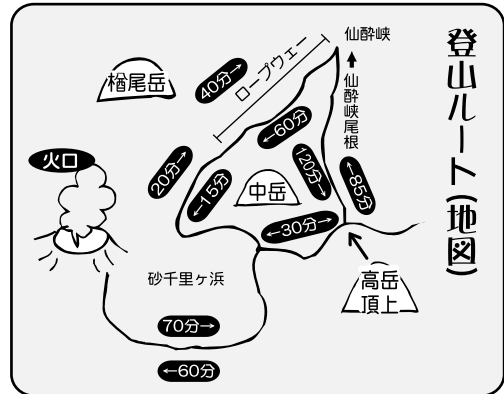 登山ルート(地図)
仙酔峡
仙酔峡尾根
ロープウェー
楢尾岳
40分→
←60分
20分→
←15分
120分→
←85分
中岳
←30分
火口
砂千里ヶ浜
高岳
頂上
70分→
←60分